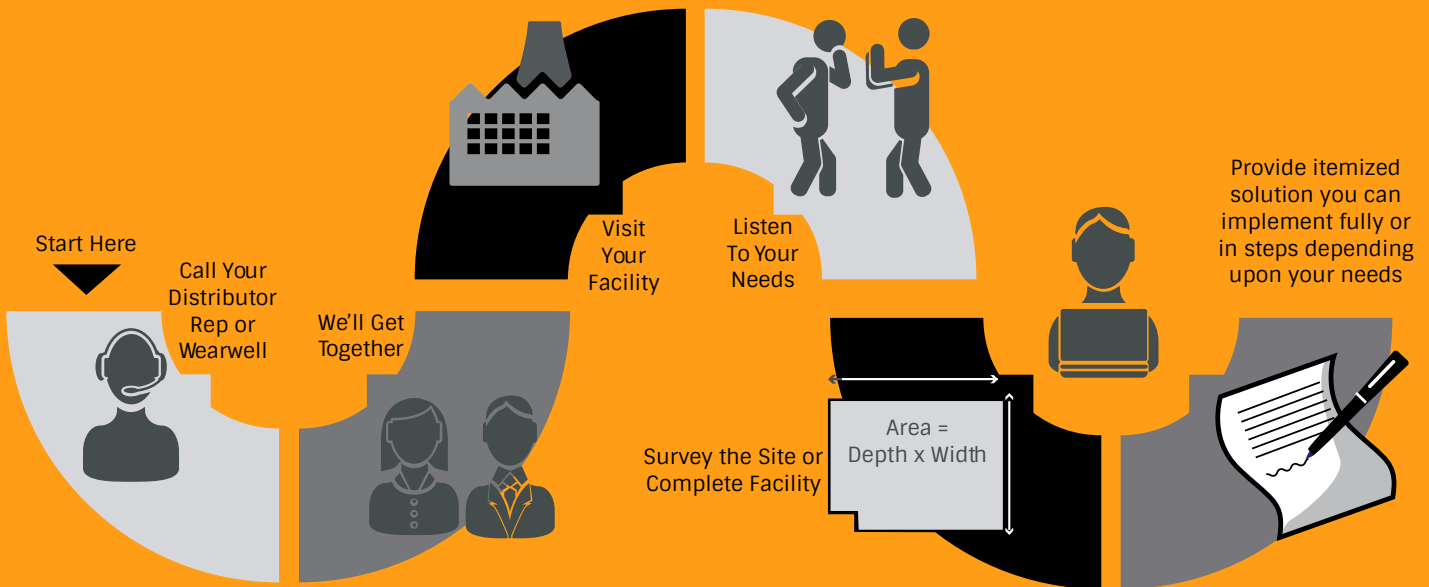 Start Here
Call Your
Distributor
Rep or
Wearwell
We'll Get
Together
Visit
Your
Facility
Listen
To Your
Needs
Survey the Site or
Complete Facility
Area =
Depth x Width
Provide itemized
solution you can
implement fully or
in steps depending
upon your needs